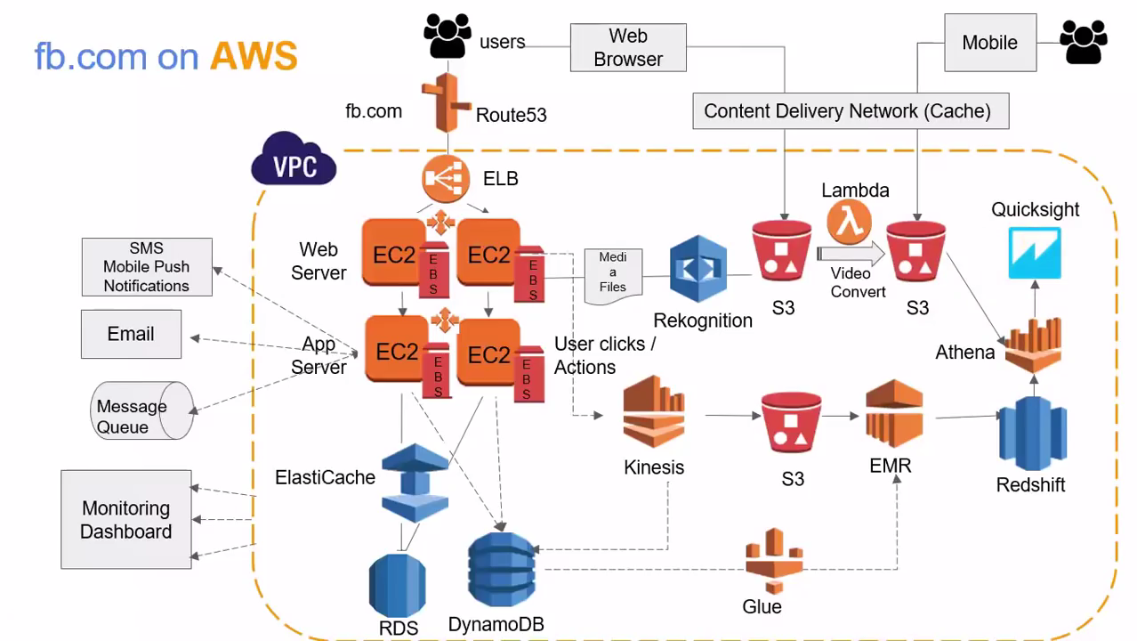 fb.com on AWS
users
Web
Browser
Mobile
fb.com
Route53
Content Delivery Network (Cache)
VPC
ELB
Lambda
Quicksight
SMS
Mobile Push
Notifications
Web
Server
EC2
EBS
EC2
EBS
Medi
a
Files
Rekognition
S3
Video
Convert
S3
Email
App
Server
EC2
EBS
EC2
EBS
User clicks /
Actions
Athena
Message
Queue
Kinesis
S3
EMR
Redshift
ElastiCache
Monitoring
Dashboard
RDS
DynamoDB
Glue